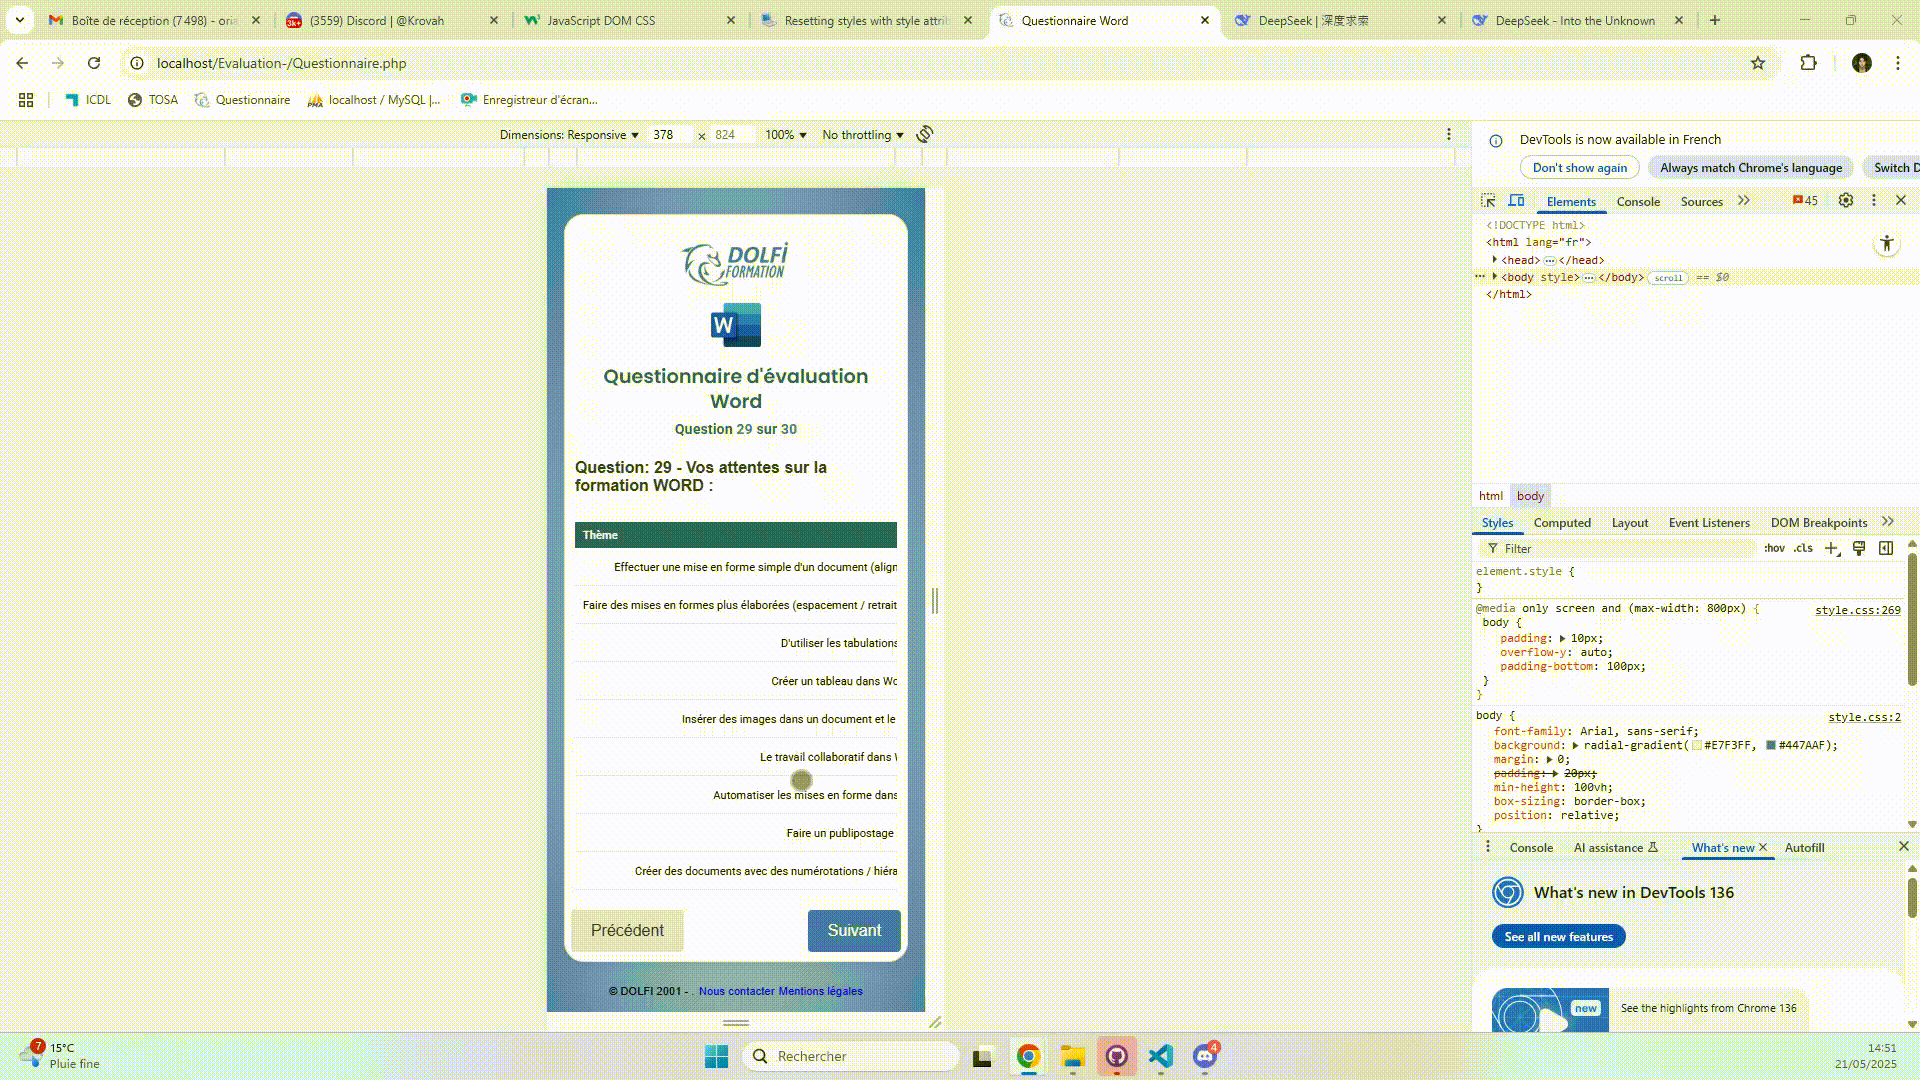 Boîte de réception (7 498) - oria
(3559) Discord | @Krovah
JavaScript DOM CSS
Resetting styles with style attrib
Questionnaire Word
DeepSeek | 深度求索
DeepSeek - Into the Unknown
localhost/Evaluation-/Questionnaire.php
ICDL
TOSA
Questionnaire
localhost / MySQL |...
Enregistreur d'écran...
Dimensions: Responsive
378
x
824
100%
No throttling
DevTools is now available in French
Don't show again
Always match Chrome's language
Switch D
Elements
Console
Sources
45
<!DOCTYPE html>
<html lang="fr">
<head> … </head>
<body style> … </body> scroll == $0
</html>
DOLFI
FORMATION
W
Questionnaire d'évaluation
Word
Question 29 sur 30
Question: 29 - Vos attentes sur la
formation WORD :
Thème
Effectuer une mise en forme simple d'un document (align
Faire des mises en formes plus élaborées (espacement / retrait
D'utiliser les tabulations
Créer un tableau dans Wo
Insérer des images dans un document et le
Le travail collaboratif dans W
Automatiser les mises en forme dans
Faire un publipostage
Créer des documents avec des numérotations / hiéra
Précédent
Suivant
© DOLFI 2001 - . Nous contacter Mentions légales
html
body
Styles
Computed
Layout
Event Listeners
DOM Breakpoints
Filter
:hov
.cls
element.style {
}
@media only screen and (max-width: 800px) {
style.css:269
body {
padding: 10px;
overflow-y: auto;
padding-bottom: 100px;
}
}
body {
style.css:2
font-family: Arial, sans-serif;
background: radial-gradient( #E7F3FF, #447AAF);
margin: 0;
padding: 20px;
min-height: 100vh;
box-sizing: border-box;
position: relative;
}
Console
AI assistance
What's new
Autofill
What's new in DevTools 136
See all new features
new
See the highlights from Chrome 136
7
15°C
Pluie fine
Rechercher
4
14:51
21/05/2025